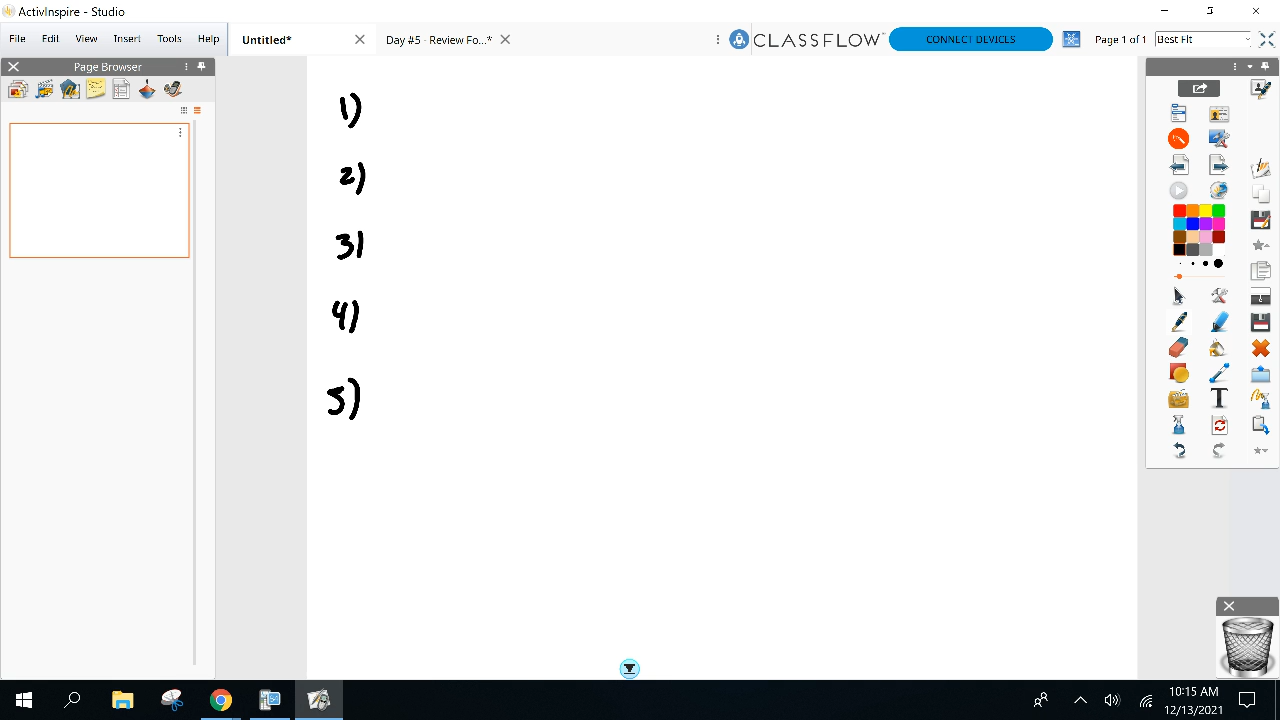 ActivInspire - Studio
File Edit View Insert Tools Help Untitled* Day #5 - Review Fo...* CLASSFLOW CONNECT DEVICES Page 1 of 1 Best Fit
Page Browser
1)
2)
3)
4)
5)
T
10:15 AM
12/13/2021